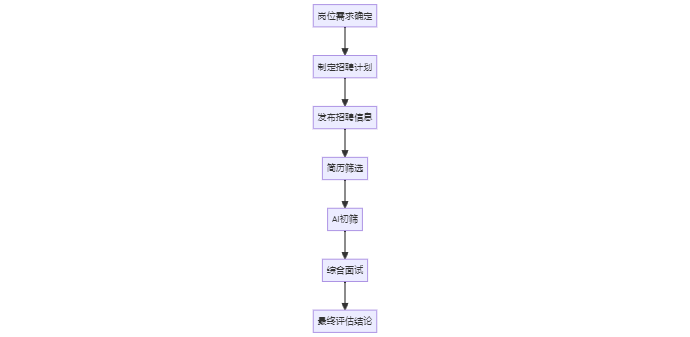 岗位需求确定
制定招聘计划
发布招聘信息
简历筛选
AI初筛
综合面试
最终评估结论